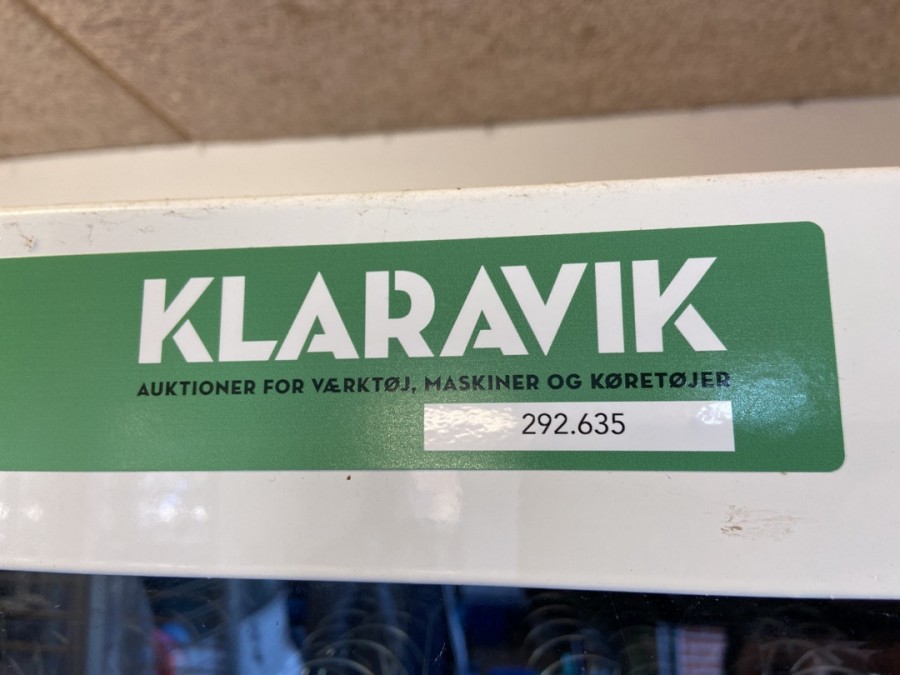 KLARAVIK
AUKTIONER FOR VÆRKTØJ, MASKINER OG KØRETØJER
292.635